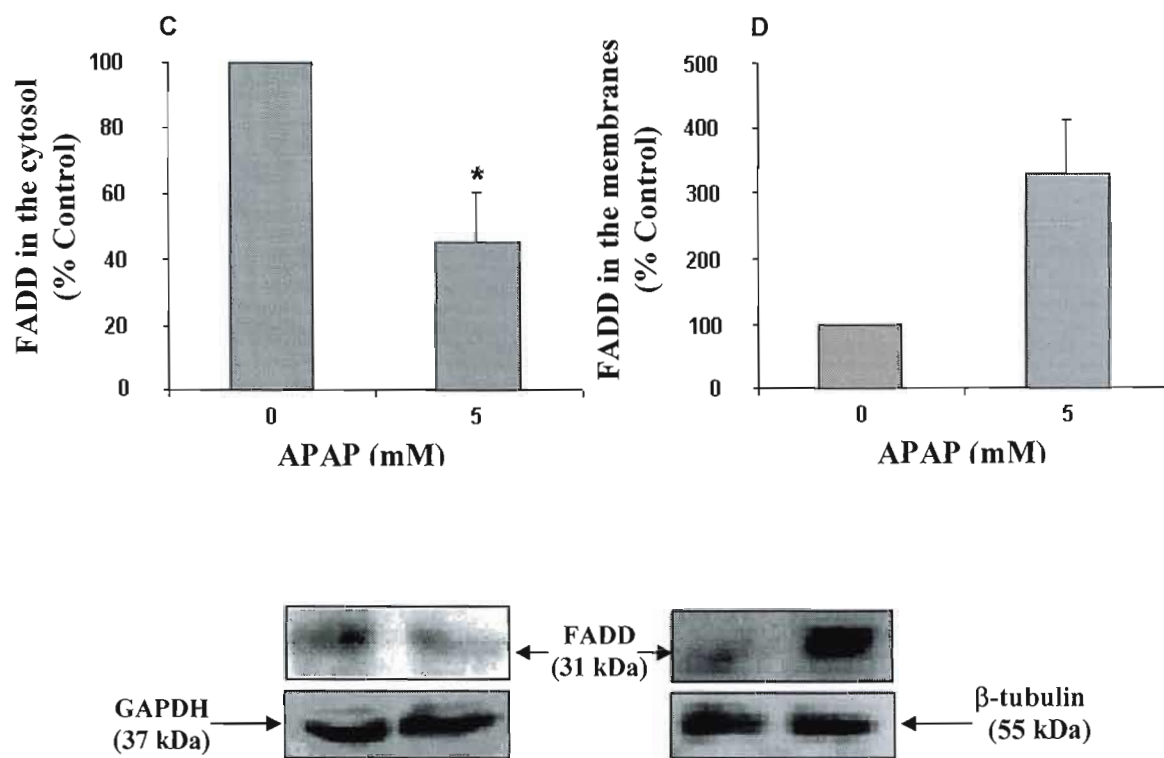 C
FADD in the cytosol
(% Control)
100
80
60
40
20
0
*
0
5
APAP (mM)
D
FADD in the membranes
(% Control)
500
400
300
200
100
0
0
5
APAP (mM)
FADD
(31 kDa)
GAPDH
(37 kDa)
β-tubulin
(55 kDa)